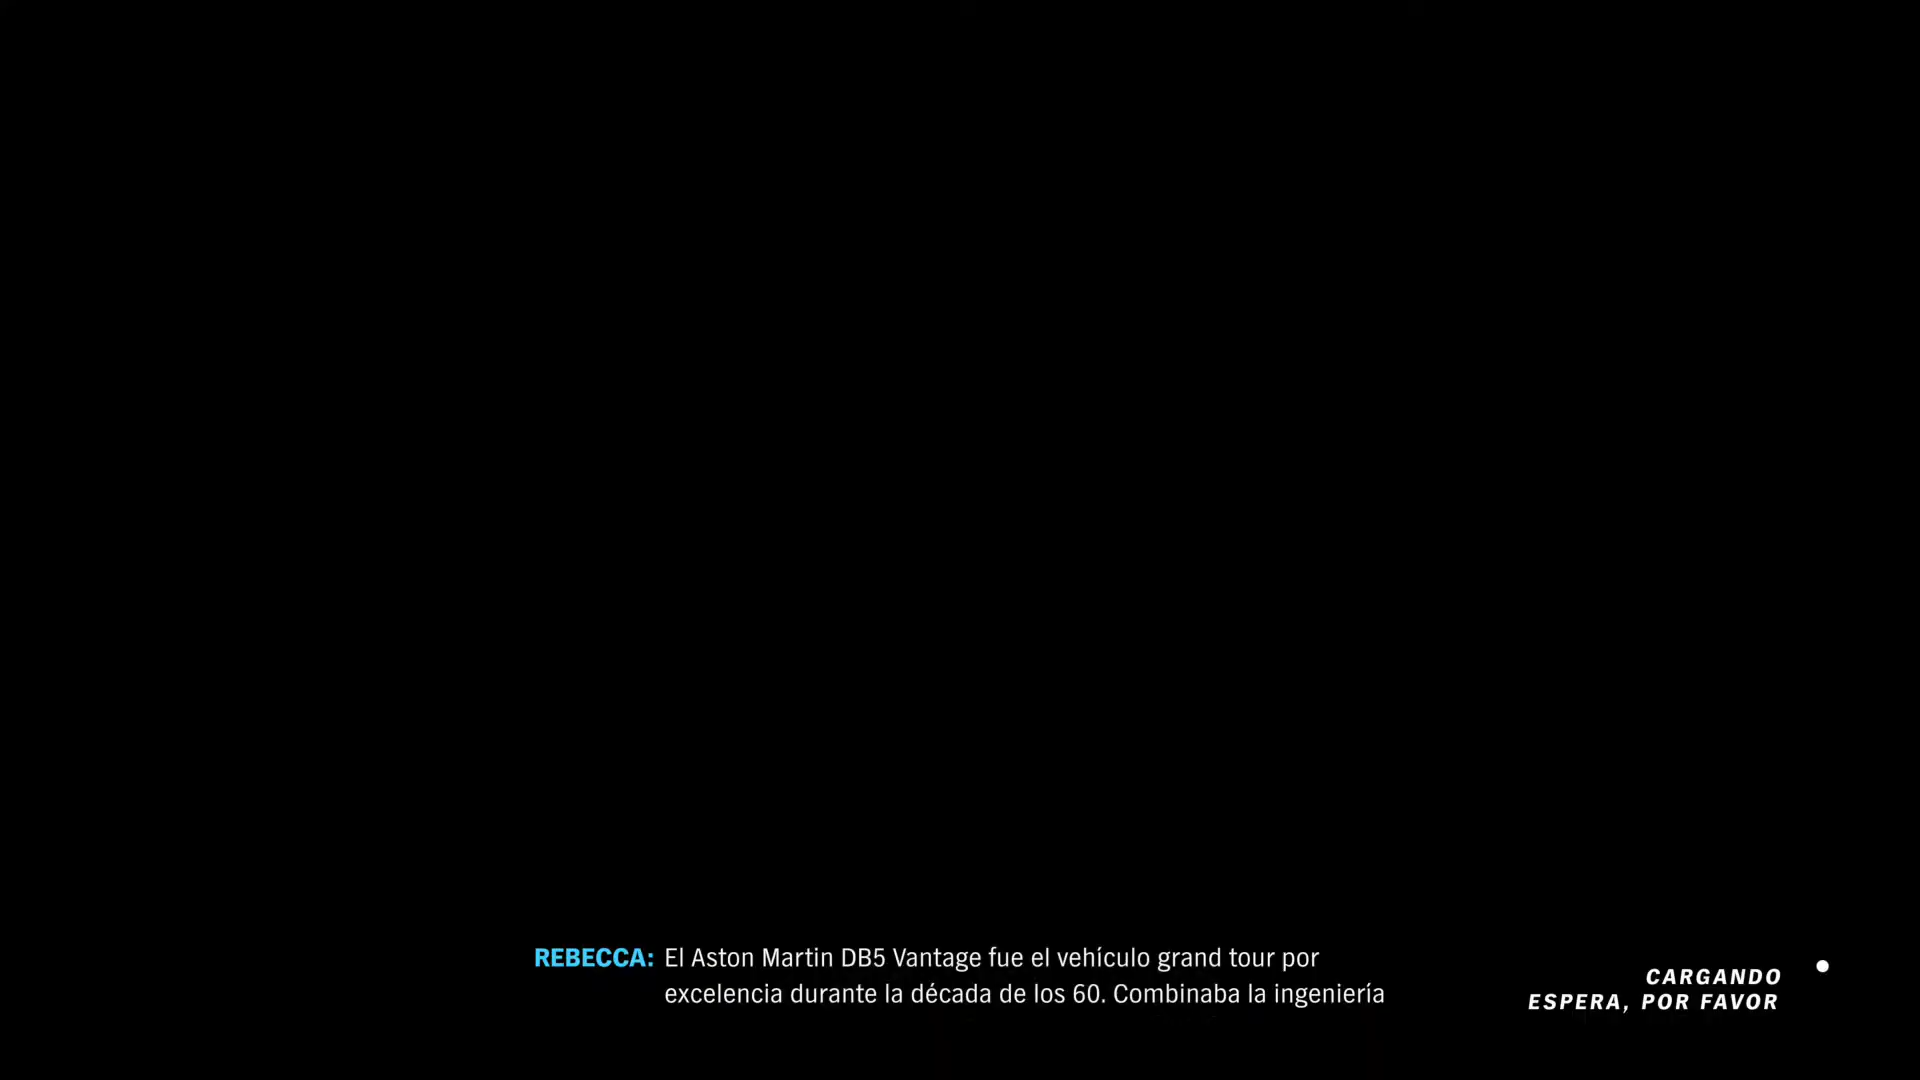 REBECCA: El Aston Martin DB5 Vantage fue el vehículo grand tour por
excelencia durante la década de los 60. Combinaba la ingeniería
CARGANDO
ESPERA, POR FAVOR